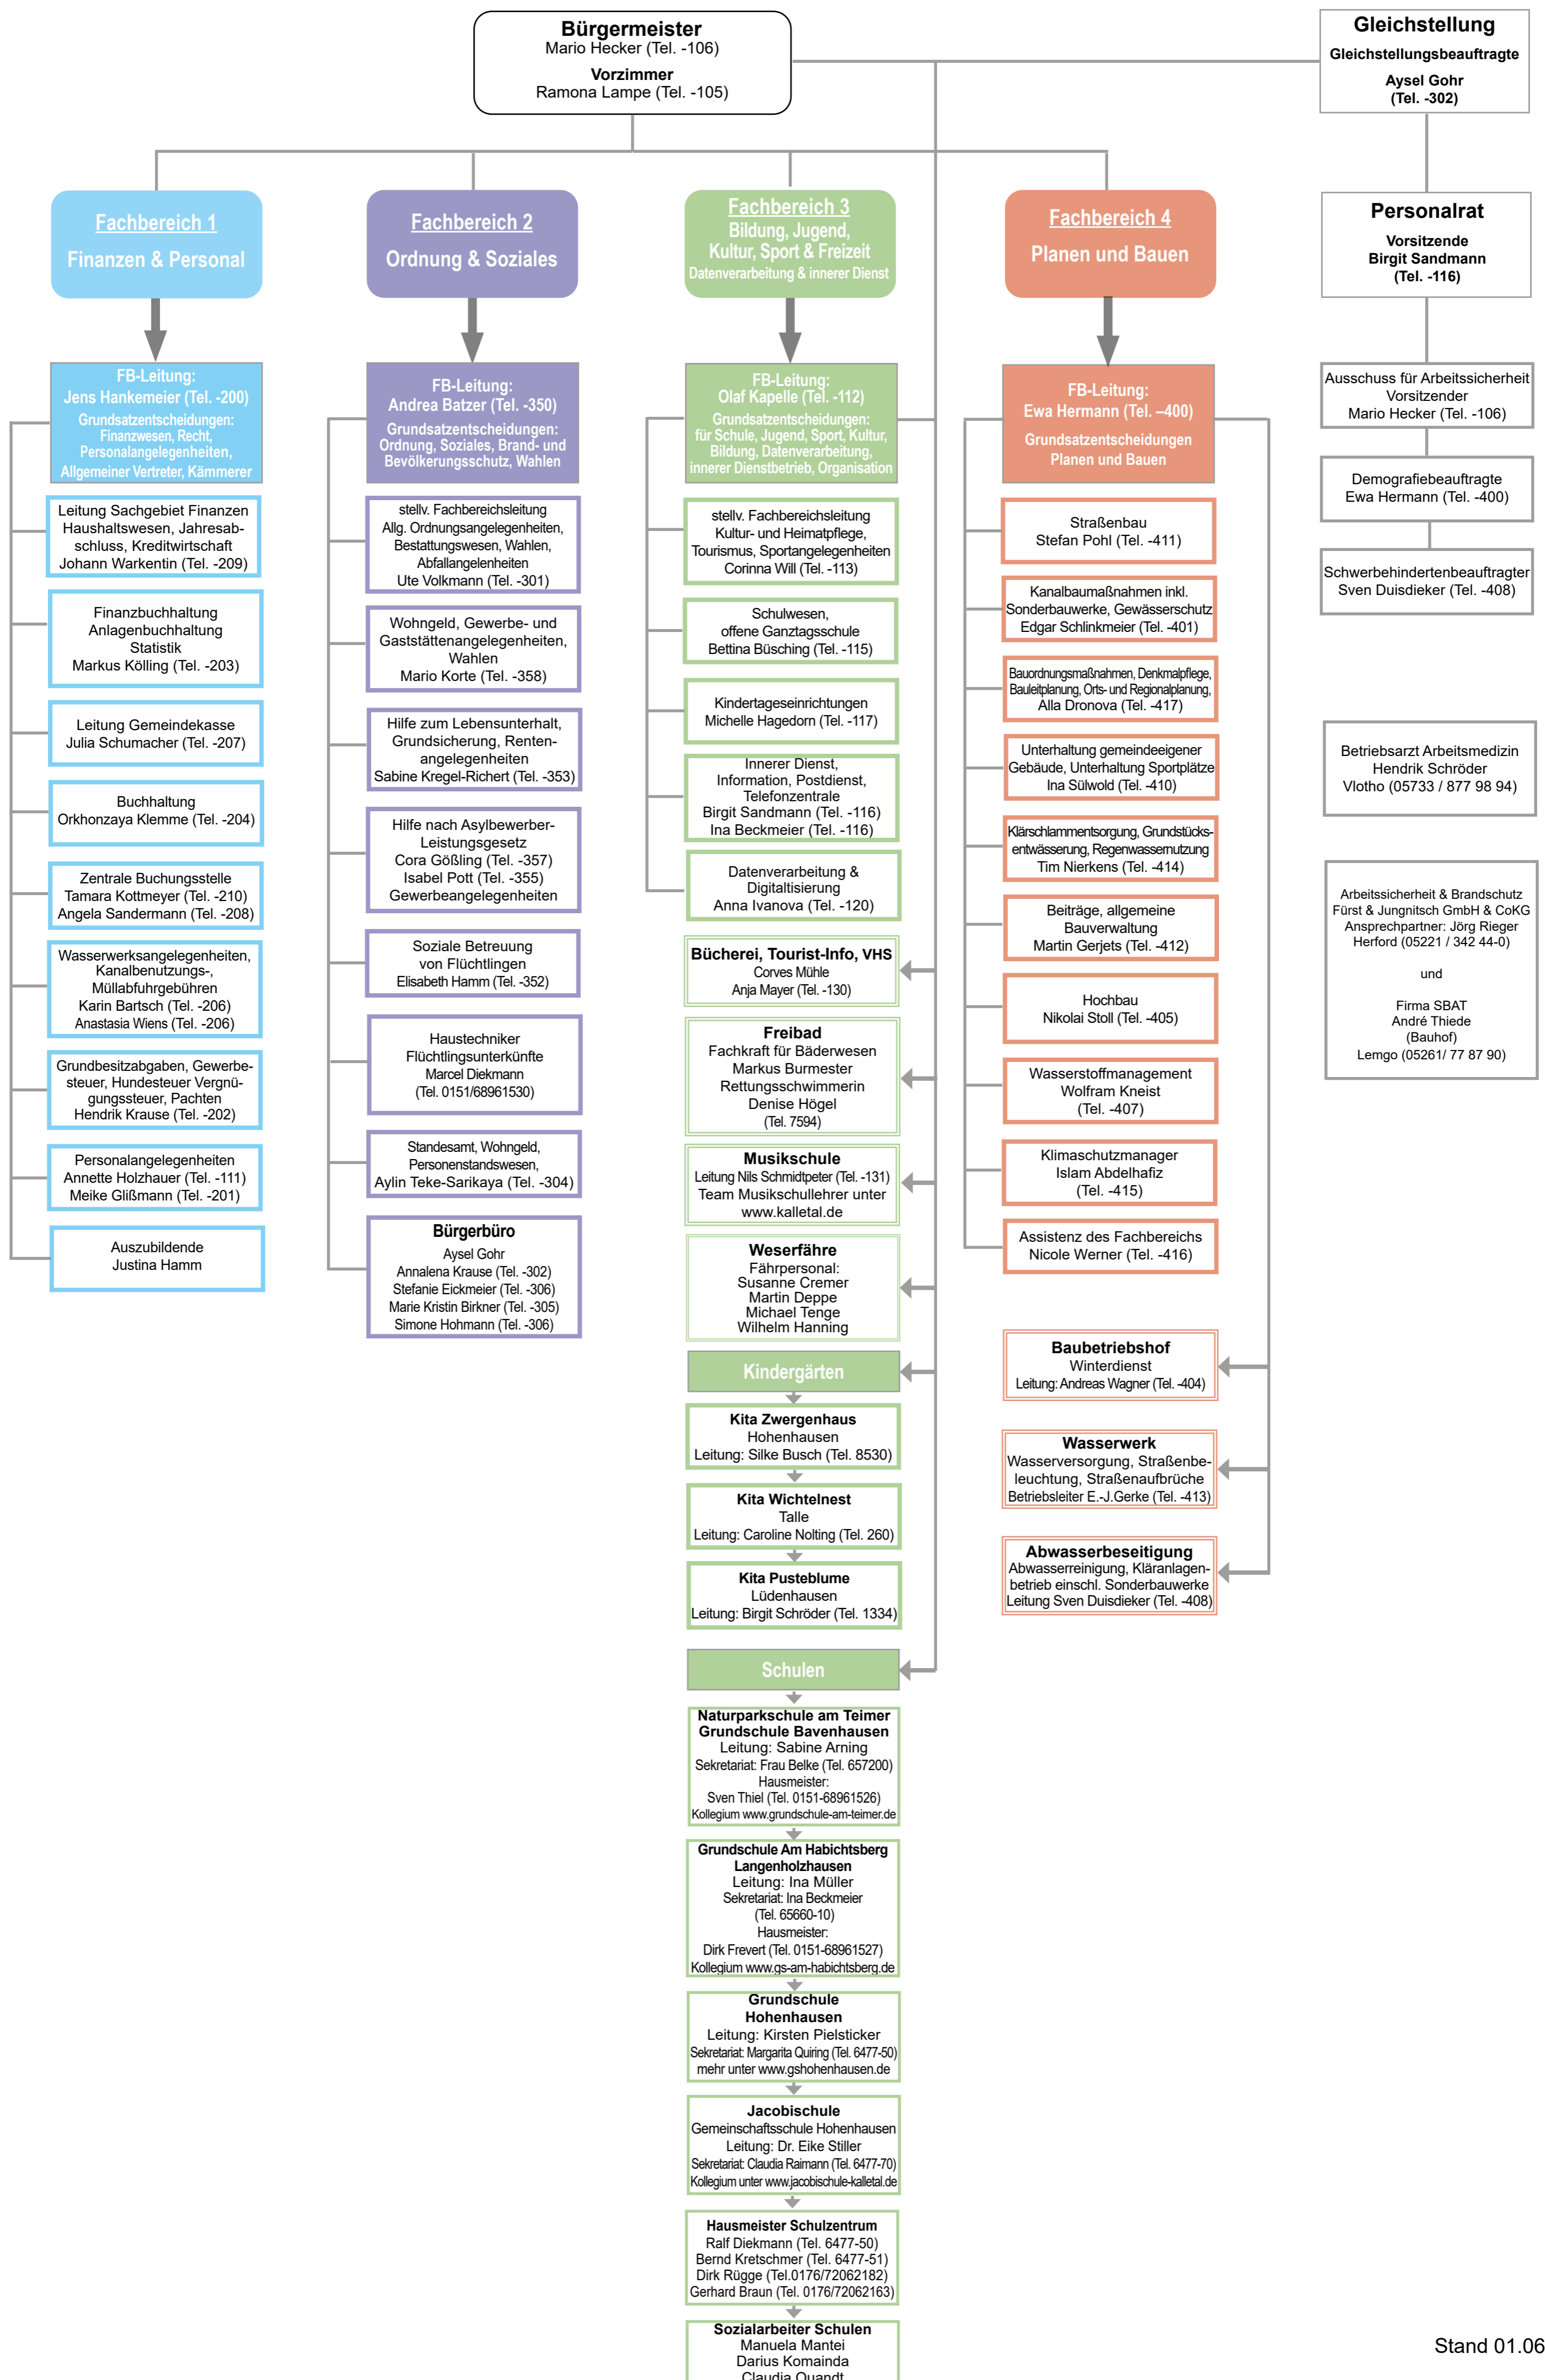 Bürgermeister
Mario Hecker (Tel. -106)
Vorzimmer
Ramona Lampe (Tel. -105)
Gleichstellung
Gleichstellungsbeauftragte
Aysel Gohr
(Tel. -302)
Fachbereich 1
Finanzen & Personal
FB-Leitung:
Jens Hankemeier (Tel. -200)
Grundsatzentscheidungen:
Finanzwesen, Recht,
Personalangelegenheiten,
Allgemeiner Vertreter, Kämmerer
Leitung Sachgebiet Finanzen
Haushaltswesen, Jahresab-
schluss, Kreditwirtschaft
Johann Warkentin (Tel. -209)
Finanzbuchhaltung
Anlagenbuchhaltung
Statistik
Markus Kölling (Tel. -203)
Leitung Gemeindekasse
Julia Schumacher (Tel. -207)
Buchhaltung
Orkhonzaya Klemme (Tel. -204)
Zentrale Buchungsstelle
Tamara Kottmeyer (Tel. -210)
Angela Sandermann (Tel. -208)
Wasserwerksangelegenheiten,
Kanalbenutzungs-,
Müllabfuhrgebühren
Karin Bartsch (Tel. -206)
Anastasia Wiens (Tel. -206)
Grundbesitzabgaben, Gewerbe-
steuer, Hundesteuer Vergnü-
gungssteuer, Pachten
Hendrik Krause (Tel. -202)
Personalangelegenheiten
Annette Holzhauer (Tel. -111)
Meike Glißmann (Tel. -201)
Auszubildende
Justina Hamm
Fachbereich 2
Ordnung & Soziales
FB-Leitung:
Andrea Batzer (Tel. -350)
Grundsatzentscheidungen:
Ordnung, Soziales, Brand- und
Bevölkerungsschutz, Wahlen
stellv. Fachbereichsleitung
Allg. Ordnungsangelegenheiten,
Bestattungswesen, Wahlen,
Abfallangelenheiten
Ute Volkmann (Tel. -301)
Wohngeld, Gewerbe- und
Gaststättenangelegenheiten,
Wahlen
Mario Korte (Tel. -358)
Hilfe zum Lebensunterhalt,
Grundsicherung, Renten-
angelegenheiten
Sabine Kregel-Richert (Tel. -353)
Hilfe nach Asylbewerber-
Leistungsgesetz
Cora Gößling (Tel. -357)
Isabel Pott (Tel. -355)
Gewerbeangelegenheiten
Soziale Betreuung
von Flüchtlingen
Elisabeth Hamm (Tel. -352)
Haustechniker
Flüchtlingsunterkünfte
Marcel Diekmann
(Tel. 0151/68961530)
Standesamt, Wohngeld,
Personenstandswesen,
Aylin Teke-Sarikaya (Tel. -304)
Bürgerbüro
Aysel Gohr
Annalena Krause (Tel. -302)
Stefanie Eickmeier (Tel. -306)
Marie Kristin Birkner (Tel. -305)
Simone Hohmann (Tel. -306)
Fachbereich 3
Bildung, Jugend,
Kultur, Sport & Freizeit
Datenverarbeitung & innerer Dienst
FB-Leitung:
Olaf Kapelle (Tel. -112)
Grundsatzentscheidungen:
für Schule, Jugend, Sport, Kultur,
Bildung, Datenverarbeitung,
innerer Dienstbetrieb, Organisation
stellv. Fachbereichsleitung
Kultur- und Heimatpflege,
Tourismus, Sportangelegenheiten
Corinna Will (Tel. -113)
Schulwesen,
offene Ganztagsschule
Bettina Büsching (Tel. -115)
Kindertageseinrichtungen
Michelle Hagedorn (Tel. -117)
Innerer Dienst,
Information, Postdienst,
Telefonzentrale
Birgit Sandmann (Tel. -116)
Ina Beckmeier (Tel. -116)
Datenverarbeitung &
Digitaltisierung
Anna Ivanova (Tel. -120)
Bücherei, Tourist-Info, VHS
Corves Mühle
Anja Mayer (Tel. -130)
Freibad
Fachkraft für Bäderwesen
Markus Burmester
Rettungsschwimmerin
Denise Högel
(Tel. 7594)
Musikschule
Leitung Nils Schmidtpeter (Tel. -131)
Team Musikschullehrer unter
www.kalletal.de
Weserfähre
Fährpersonal:
Susanne Cremer
Martin Deppe
Michael Tenge
Wilhelm Hanning
Kindergärten
Kita Zwergenhaus
Hohenhausen
Leitung: Silke Busch (Tel. 8530)
Kita Wichtelnest
Talle
Leitung: Caroline Nolting (Tel. 260)
Kita Pusteblume
Lüdenhausen
Leitung: Birgit Schröder (Tel. 1334)
Schulen
Naturparkschule am Teimer
Grundschule Bavenhausen
Leitung: Sabine Arning
Sekretariat: Frau Belke (Tel. 657200)
Hausmeister:
Sven Thiel (Tel. 0151-68961526)
Kollegium www.grundschule-am-teimer.de
Grundschule Am Habichtsberg
Langenholzhausen
Leitung: Ina Müller
Sekretariat: Ina Beckmeier
(Tel. 65660-10)
Hausmeister:
Dirk Frevert (Tel. 0151-68961527)
Kollegium www.gs-am-habichtsberg.de
Grundschule
Hohenhausen
Leitung: Kirsten Pielsticker
Sekretariat: Margarita Quiring (Tel. 6477-50)
mehr unter www.gshohenhausen.de
Jacobischule
Gemeinschaftsschule Hohenhausen
Leitung: Dr. Eike Stiller
Sekretariat: Claudia Raimann (Tel. 6477-70)
Kollegium unter www.jacobischule-kalletal.de
Hausmeister Schulzentrum
Ralf Diekmann (Tel. 6477-50)
Bernd Kretschmer (Tel. 6477-51)
Dirk Rügge (Tel.0176/72062182)
Gerhard Braun (Tel. 0176/72062163)
Sozialarbeiter Schulen
Manuela Mantei
Darius Komainda
Claudia Quandt
Fachbereich 4
Planen und Bauen
FB-Leitung:
Ewa Hermann (Tel. –400)
Grundsatzentscheidungen
Planen und Bauen
Straßenbau
Stefan Pohl (Tel. -411)
Kanalbaumaßnahmen inkl.
Sonderbauwerke, Gewässerschutz
Edgar Schlinkmeier (Tel. -401)
Bauordnungsmaßnahmen, Denkmalpflege,
Bauleitplanung, Orts- und Regionalplanung,
Alla Dronova (Tel. -417)
Unterhaltung gemeindeeigener
Gebäude, Unterhaltung Sportplätze
Ina Sülwold (Tel. -410)
Klärschlammentsorgung, Grundstücks-
entwässerung, Regenwassernutzung
Tim Nierkens (Tel. -414)
Beiträge, allgemeine
Bauverwaltung
Martin Gerjets (Tel. -412)
Hochbau
Nikolai Stoll (Tel. -405)
Wasserstoffmanagement
Wolfram Kneist
(Tel. -407)
Klimaschutzmanager
Islam Abdelhafiz
(Tel. -415)
Assistenz des Fachbereichs
Nicole Werner (Tel. -416)
Baubetriebshof
Winterdienst
Leitung: Andreas Wagner (Tel. -404)
Wasserwerk
Wasserversorgung, Straßenbe-
leuchtung, Straßenaufbrüche
Betriebsleiter E.-J.Gerke (Tel. -413)
Abwasserbeseitigung
Abwasserreinigung, Kläranlagen-
betrieb einschl. Sonderbauwerke
Leitung Sven Duisdieker (Tel. -408)
Personalrat
Vorsitzende
Birgit Sandmann
(Tel. -116)
Ausschuss für Arbeitssicherheit
Vorsitzender
Mario Hecker (Tel. -106)
Demografiebeauftragte
Ewa Hermann (Tel. -400)
Schwerbehindertenbeauftragter
Sven Duisdieker (Tel. -408)
Betriebsarzt Arbeitsmedizin
Hendrik Schröder
Vlotho (05733 / 877 98 94)
Arbeitssicherheit & Brandschutz
Fürst & Jungnitsch GmbH & CoKG
Ansprechpartner: Jörg Rieger
Herford (05221 / 342 44-0)
und
Firma SBAT
André Thiede
(Bauhof)
Lemgo (05261/ 77 87 90)
Stand 01.06